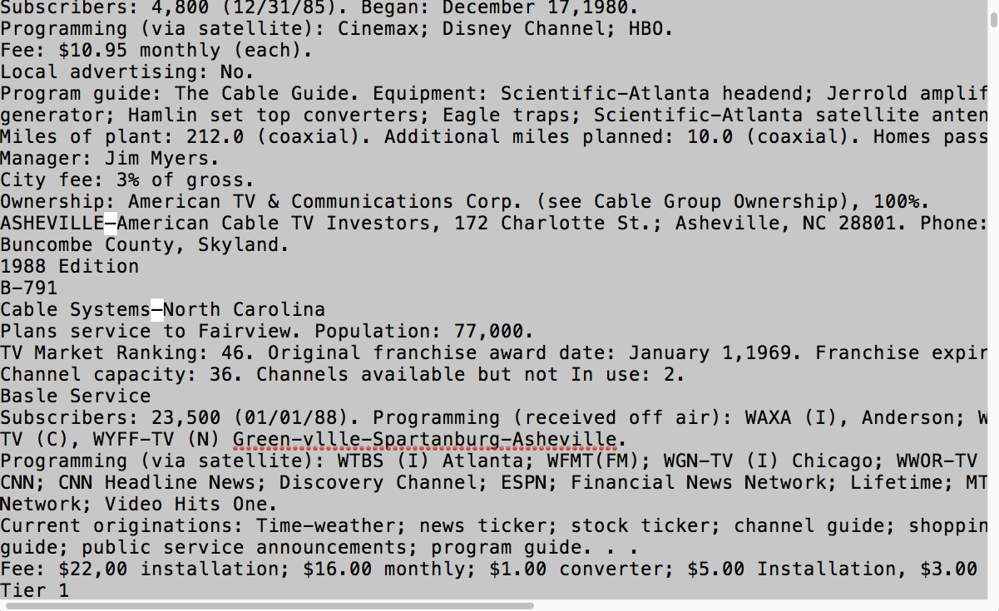 Subscribers: 4,800 (12/31/85). Began: December 17,1980.
Programming (via satellite): Cinemax; Disney Channel; HBO.
Fee: $10.95 monthly (each).
Local advertising: No.
Program guide: The Cable Guide. Equipment: Scientific-Atlanta headend; Jerrold amplif
generator; Hamlin set top converters; Eagle traps; Scientific-Atlanta satellite anten
Miles of plant: 212.0 (coaxial). Additional miles planned: 10.0 (coaxial). Homes pass
Manager: Jim Myers.
City fee: 3% of gross.
Ownership: American TV & Communications Corp. (see Cable Group Ownership), 100%.
ASHEVILLE—American Cable TV Investors, 172 Charlotte St.; Asheville, NC 28801. Phone:
Buncombe County, Skyland.
1988 Edition
B-791
Cable Systems—North Carolina
Plans service to Fairview. Population: 77,000.
TV Market Ranking: 46. Original franchise award date: January 1,1969. Franchise expir
Channel capacity: 36. Channels available but not In use: 2.
Basle Service
Subscribers: 23,500 (01/01/88). Programming (received off air): WAXA (I), Anderson; W
TV (C), WYFF-TV (N) Green-vllle-Spartanburg-Asheville.
Programming (via satellite): WTBS (I) Atlanta; WFMT(FM); WGN-TV (I) Chicago; WWOR-TV
CNN; CNN Headline News; Discovery Channel; ESPN; Financial News Network; Lifetime; MT
Network; Video Hits One.
Current originations: Time-weather; news ticker; stock ticker; channel guide; shoppin
guide; public service announcements; program guide. . .
Fee: $22,00 installation; $16.00 monthly; $1.00 converter; $5.00 Installation, $3.00
Tier 1